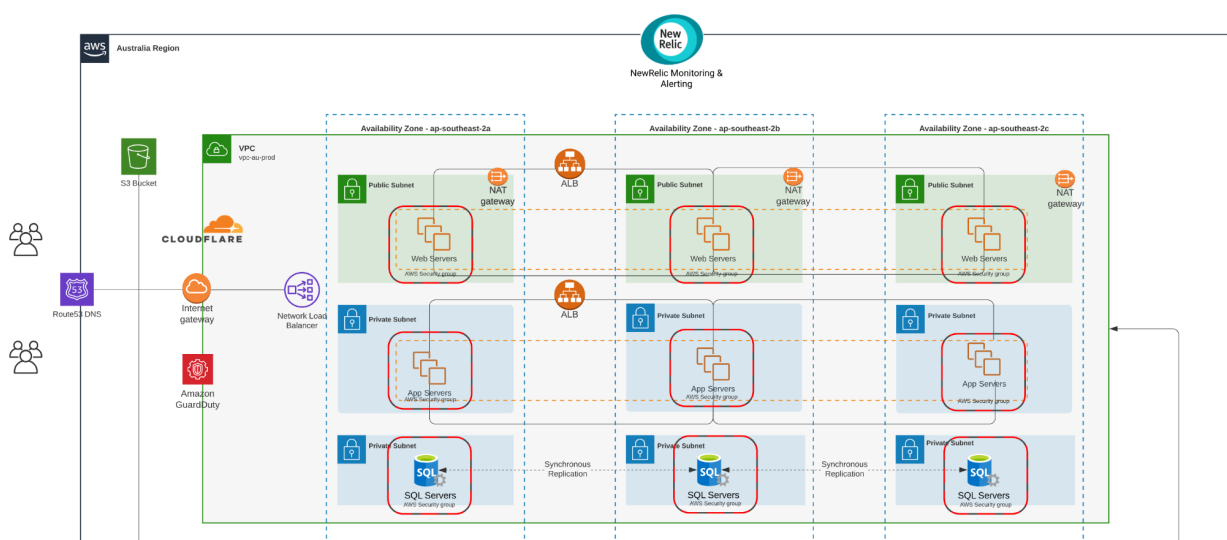 New
Relic
NewRelic Monitoring &
Alerting
aws
Australia Region
Availability Zone - ap-southeast-2a
Availability Zone - ap-southeast-2b
Availability Zone - ap-southeast-2c
VPC
vpc-au-prod
S3 Bucket
ALB
Public Subnet
NAT
gateway
Public Subnet
NAT
gateway
Public Subnet
NAT
gateway
CLOUDFLARE
Web Servers
AWS Security group
Web Servers
AWS Security group
Web Servers
AWS Security group
53
Route53 DNS
Internet
gateway
Network Load
Balancer
ALB
Private Subnet
Private Subnet
Private Subnet
App Servers
AWS Security group
App Servers
AWS Security group
App Servers
AWS Security group
Amazon
GuardDuty
Private Subnet
Private Subnet
Private Subnet
SQL
SQL Servers
AWS Security group
Synchronous
Replication
SQL
SQL Servers
AWS Security group
Synchronous
Replication
SQL
SQL Servers
AWS Security group